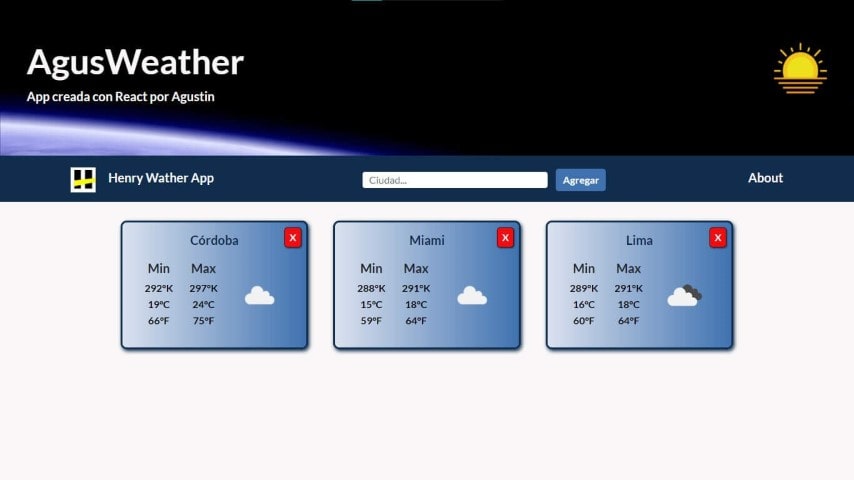 AgusWeather
App creada con React por Agustin
Henry Wather App
Ciudad...
Agregar
About
Córdoba
X
Min Max
292°K 297°K
19°C 24°C
66°F 75°F
Miami
X
Min Max
288°K 291°K
15°C 18°C
59°F 64°F
Lima
X
Min Max
289°K 291°K
16°C 18°C
60°F 64°F